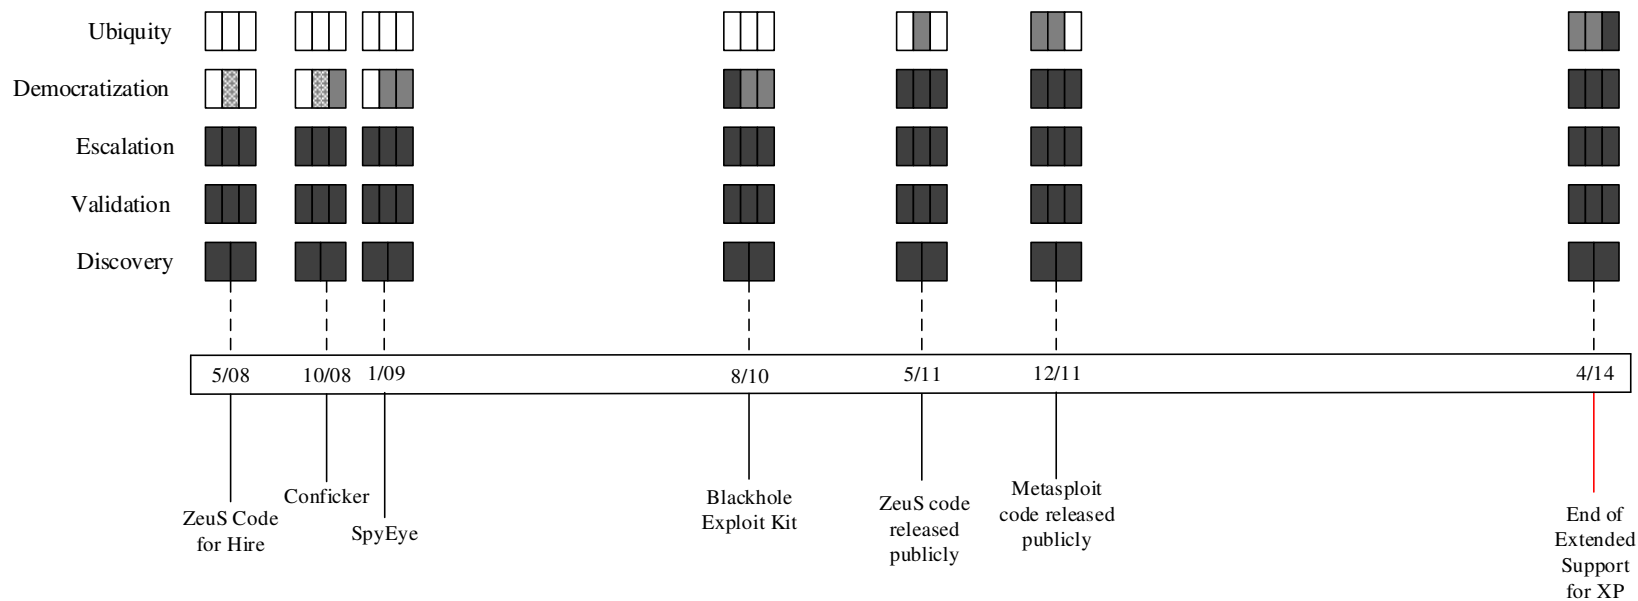 Ubiquity
Democratization
Escalation
Validation
Discovery
5/08
10/08
1/09
8/10
5/11
12/11
4/14
ZeuS Code
for Hire
Conficker
SpyEye
Blackhole
Exploit Kit
ZeuS code
released
publicly
Metasploit
code released
publicly
End of
Extended
Support
for XP